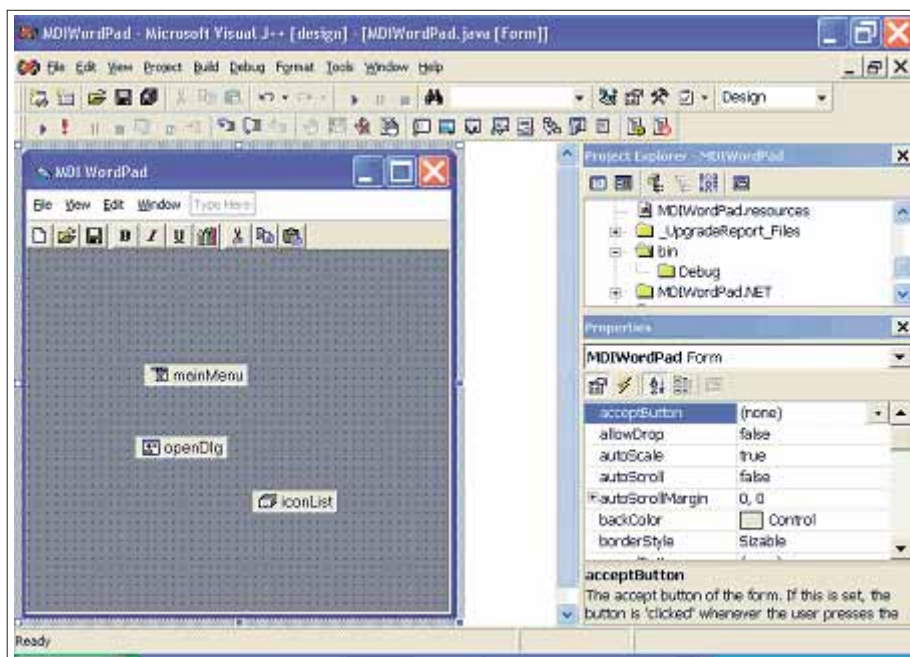 MDIWordPad - Microsoft Visual J++ [design] - [MDIWordPad.java [Form]]
File Edit View Project Build Debug Format Tools Window Help
Design
MDI WordPad
File View Edit Window Type Here
B I U
mainMenu
openDlg
iconList
Project Explorer - MDIWordPad
MDIWordPad.resources
_UpgradeReport_Files
bin
Debug
MDIWordPad.NET
Properties
MDIWordPad Form
acceptButton (none)
allowDrop false
autoScale true
autoScroll false
autoScrollMargin 0, 0
backColor Control
borderStyle Sizable
acceptButton
The accept button of the form. If this is set, the
button is 'clicked' whenever the user presses the
Ready